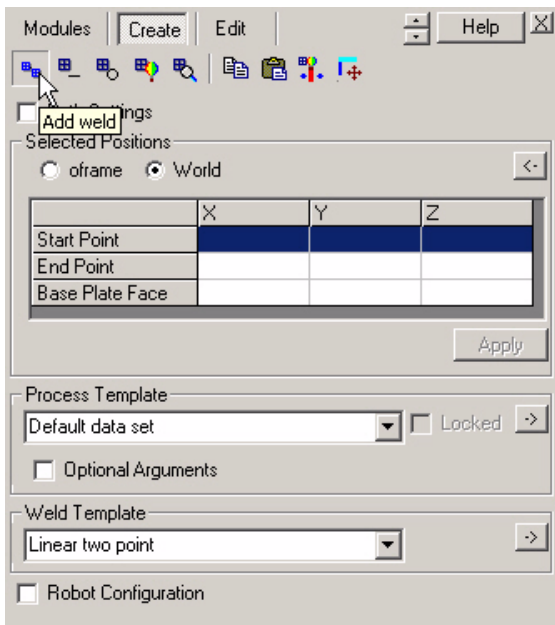 Modules Create Edit Help X
ngs
Add weld
Selected Positions
oframe World <-
X Y Z
Start Point
End Point
Base Plate Face
Apply
Process Template
Default data set Locked ->
Optional Arguments
Weld Template
Linear two point ->
Robot Configuration